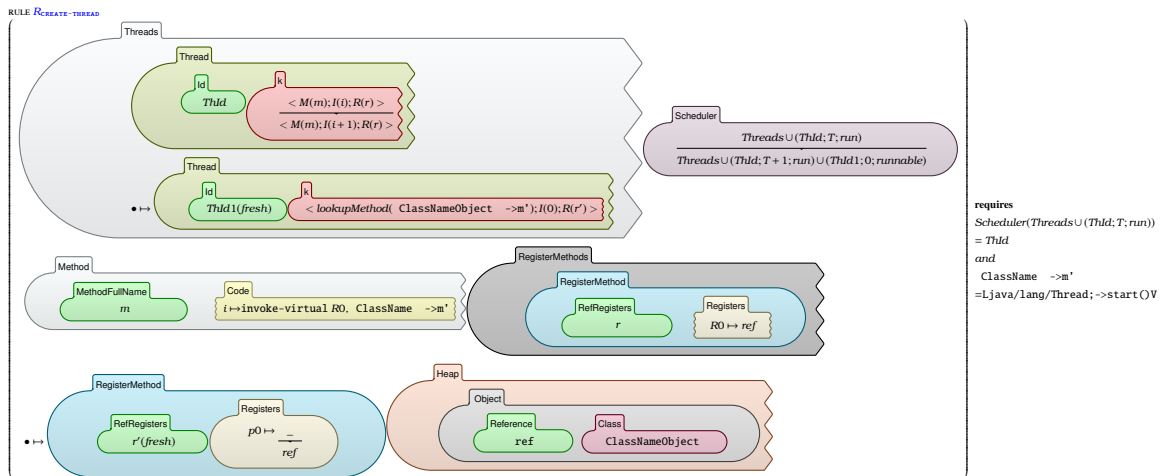 RULE R CREATE-THREAD
Threads
Thread
Id
ThId
k
< M(m); I(i); R(r) >
< M(m); I(i+1); R(r) >
Scheduler
Threads ∪ (ThId; T; run)
Threads ∪ (ThId; T + 1; run) ∪ (ThId1; 0; runnable)
Thread
• ↦
Id
ThId1(fresh)
k
< lookupMethod( ClassNameObject ->m'); I(0); R(r') >
requires
Scheduler(Threads ∪ (ThId; T; run))
= ThId
and
ClassName ->m'
=Ljava/lang/Thread;->start()V
Method
MethodFullName
m
Code
i ↦ invoke-virtual R0, ClassName ->m'
RegisterMethods
RegisterMethod
RefRegisters
r
Registers
R0 ↦ ref
• ↦
RegisterMethod
RefRegisters
r'(fresh)
Registers
p0 ↦ _
ref
Heap
Object
Reference
ref
Class
ClassNameObject